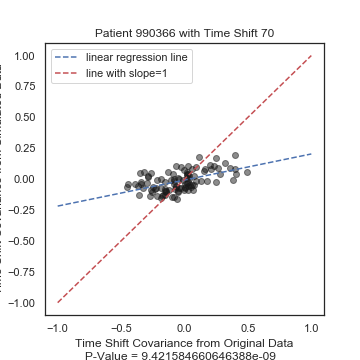 Patient 990366 with Time Shift 70
linear regression line
line with slope=1
1.00
0.75
0.50
0.25
0.00
−0.25
−0.50
−0.75
−1.00
−1.0
−0.5
0.0
0.5
1.0
Time Shift Covariance from Original Data
P-Value = 9.421584660646388e-09